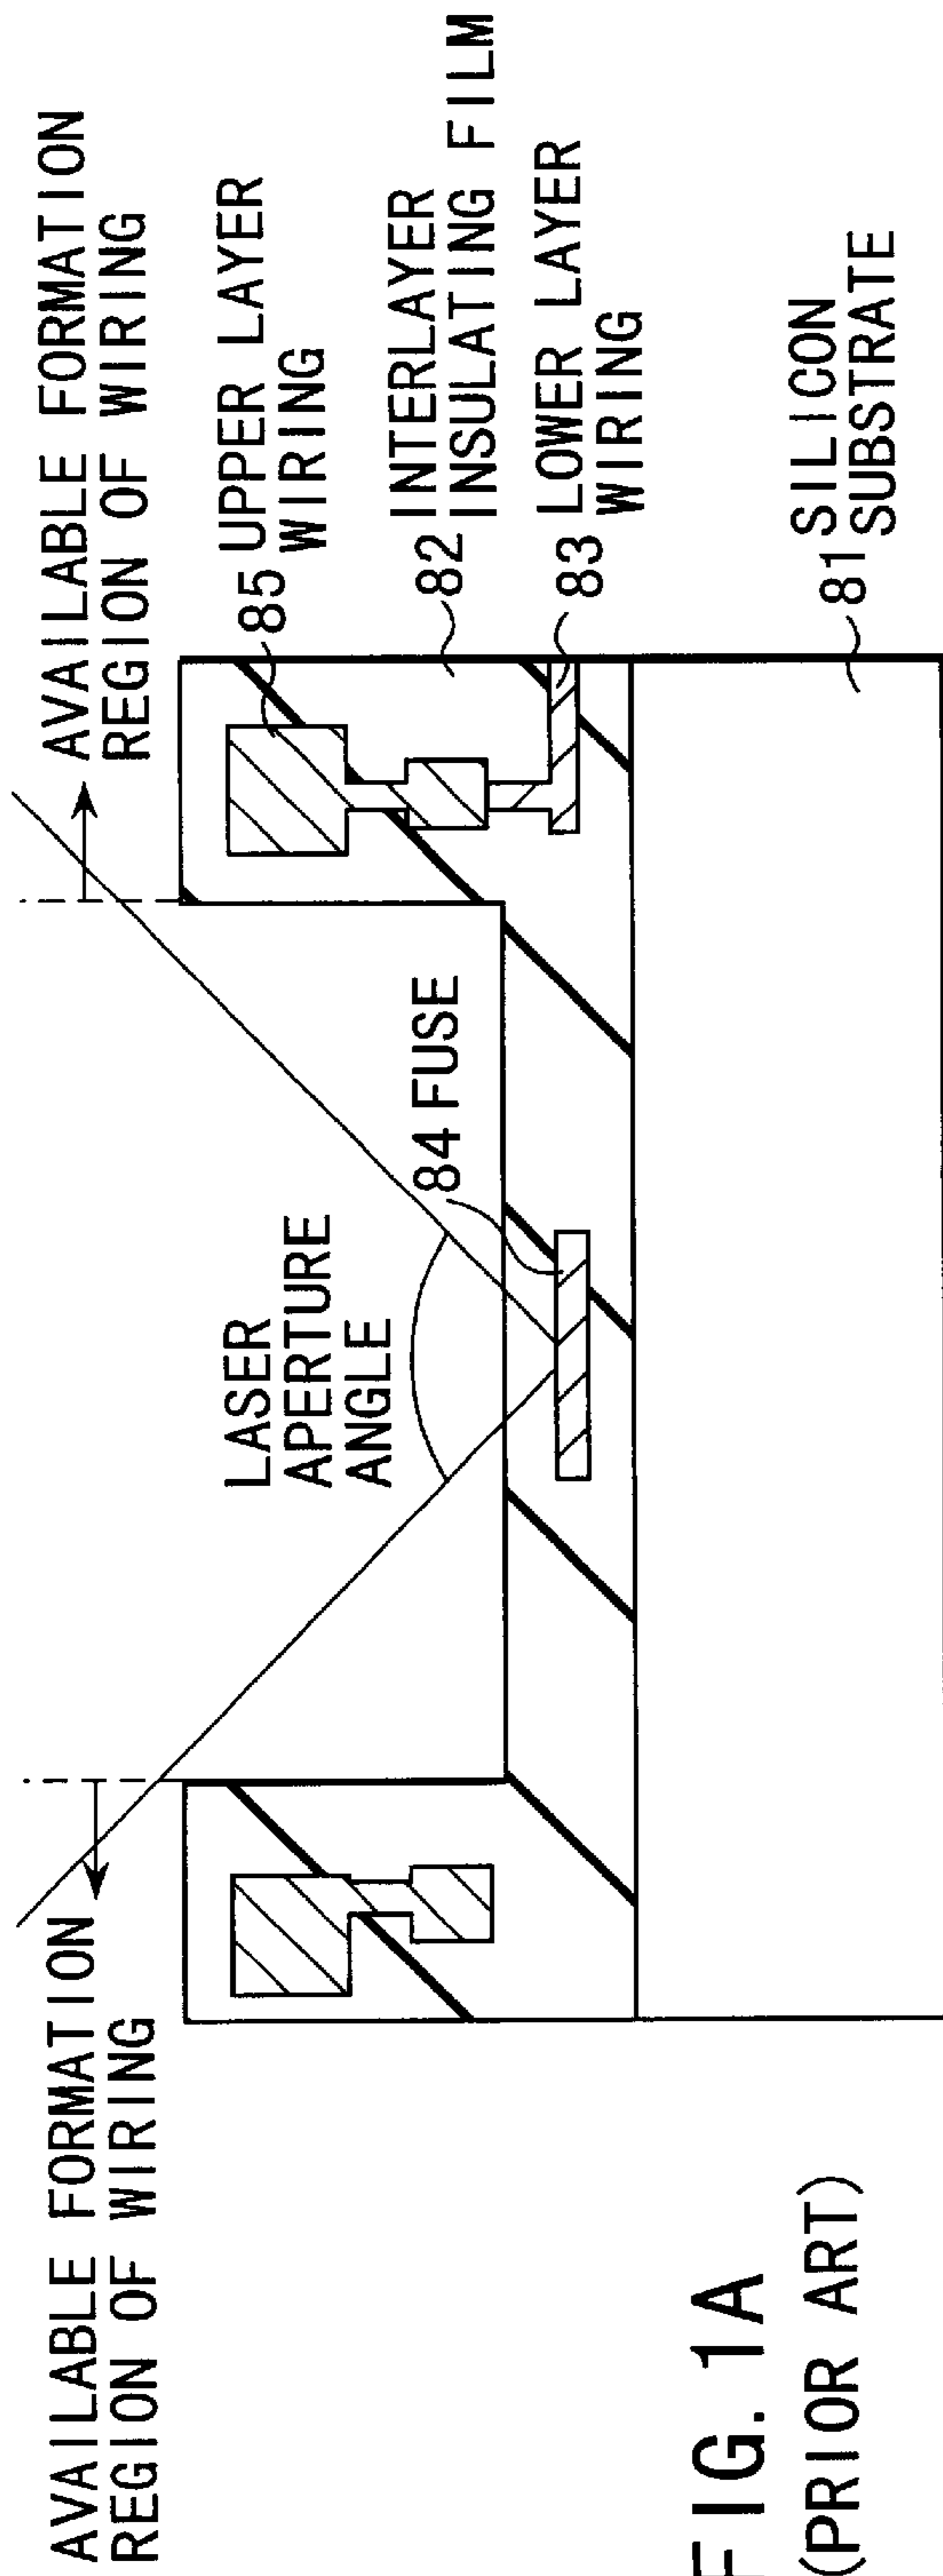 AVAILABLE FORMATION
REGION OF WIRING
AVAILABLE FORMATION
REGION OF WIRING
LASER
APERTURE
ANGLE
84 FUSE
85 UPPER LAYER
WIRING
82 INTERLAYER
INSULATING FILM
83 LOWER LAYER
WIRING
81 SILICON
SUBSTRATE
FIG. 1A
(PRIOR ART)